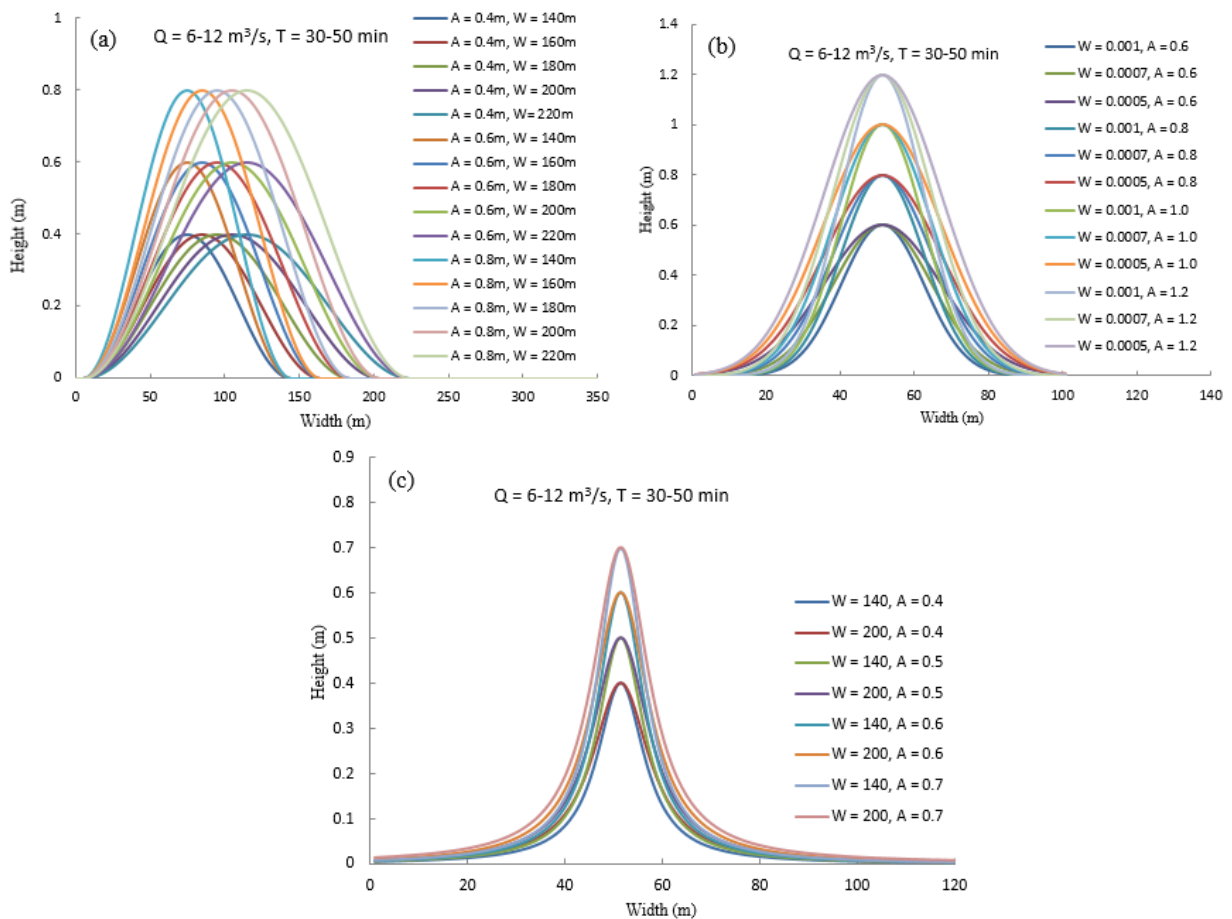 (a)
Q = 6-12 m³/s, T = 30-50 min
1
0.8
0.6
0.4
0.2
0
Height (m)
0 50 100 150 200 250 300 350
Width (m)
A = 0.4m, W = 140m
A = 0.4m, W = 160m
A = 0.4m, W = 180m
A = 0.4m, W = 200m
A = 0.4m, W= 220m
A = 0.6m, W = 140m
A = 0.6m, W = 160m
A = 0.6m, W = 180m
A = 0.6m, W = 200m
A = 0.6m, W = 220m
A = 0.8m, W = 140m
A = 0.8m, W = 160m
A = 0.8m, W = 180m
A = 0.8m, W = 200m
A = 0.8m, W = 220m
(b)
Q = 6-12 m³/s, T = 30-50 min
1.4
1.2
1
0.8
0.6
0.4
0.2
0
Height (m)
0 20 40 60 80 100 120 140
Width (m)
W = 0.001, A = 0.6
W = 0.0007, A = 0.6
W = 0.0005, A = 0.6
W = 0.001, A = 0.8
W = 0.0007, A = 0.8
W = 0.0005, A = 0.8
W = 0.001, A = 1.0
W = 0.0007, A = 1.0
W = 0.0005, A = 1.0
W = 0.001, A = 1.2
W = 0.0007, A = 1.2
W = 0.0005, A = 1.2
(c)
Q = 6-12 m³/s, T = 30-50 min
0.9
0.8
0.7
0.6
0.5
0.4
0.3
0.2
0.1
0
Height (m)
0 20 40 60 80 100 120
Width (m)
W = 140, A = 0.4
W = 200, A = 0.4
W = 140, A = 0.5
W = 200, A = 0.5
W = 140, A = 0.6
W = 200, A = 0.6
W = 140, A = 0.7
W = 200, A = 0.7